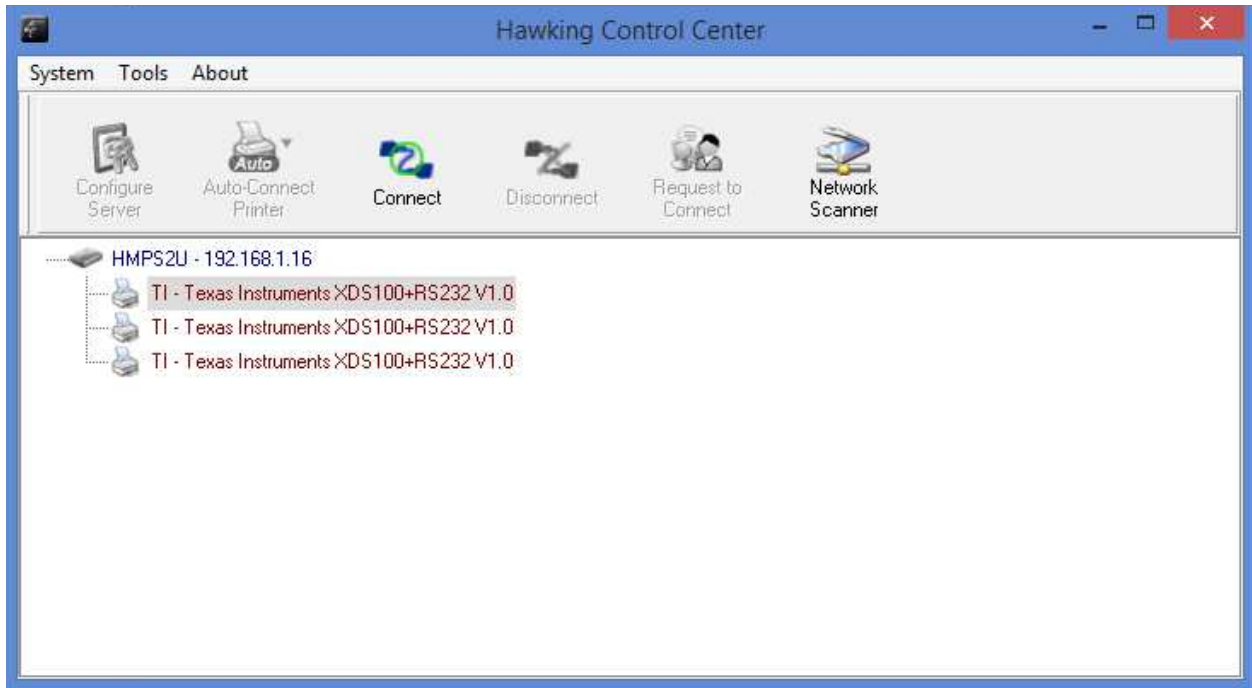 Hawking Control Center
System Tools About
Configure Server
Auto
Auto-Connect Printer
Connect
Disconnect
Request to Connect
Network Scanner
HMPS2U - 192.168.1.16
TI - Texas Instruments XDS100+RS232 V1.0
TI - Texas Instruments XDS100+RS232 V1.0
TI - Texas Instruments XDS100+RS232 V1.0